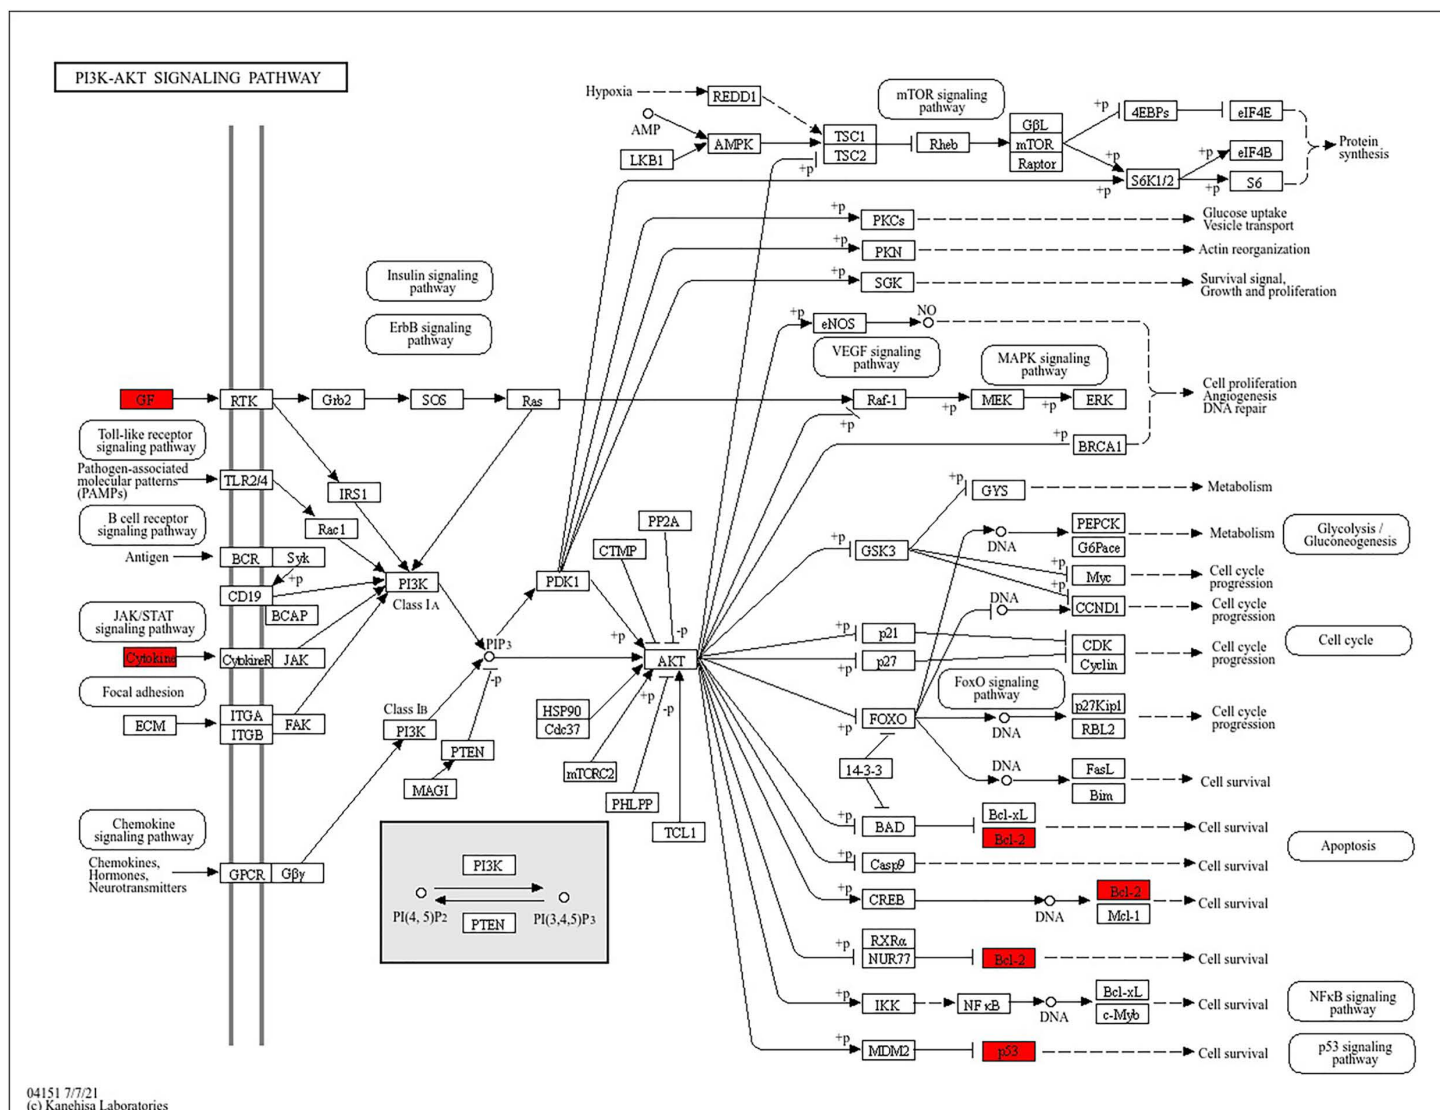 PI3K-AKT SIGNALING PATHWAY
Hypoxia
REDD1
mTOR signaling
pathway
AMP
LKB1
AMPK
TSC1
TSC2
+p
Rheb
GβL
mTOR
Raptor
+p
4EBPs
eIF4E
+p
+p
S6K1/2
+p
eIF4B
+p
S6
Protein
synthesis
+p
PKCs
Glucose uptake
Vesicle transport
+p
PKN
Actin reorganization
+p
SGK
Survival signal,
Growth and proliferation
Insulin signaling
pathway
ErbB signaling
pathway
+p
eNOS
NO
VEGF signaling
pathway
MAPK signaling
pathway
GF
RTK
Grb2
SOS
Ras
Raf-1
+p
+p
MEK
+p
ERK
Cell proliferation
Angiogenesis
DNA repair
+p
BRCA1
Toll-like receptor
signaling pathway
Pathogen-associated
molecular patterns
(PAMPs)
TLR2/4
IRS1
Rac1
B cell receptor
signaling pathway
Antigen
BCR
Syk
+p
CD19
BCAP
PI3K
Class IA
PDK1
CTMP
PP2A
+p
GSK3
+p
GYS
Metabolism
DNA
PEPCK
G6Pace
Metabolism
Glycolysis /
Gluconeogenesis
+p
Myc
Cell cycle
progression
+p
DNA
CCND1
Cell cycle
progression
JAK/STAT
signaling pathway
Cytokine
CytokineR
JAK
PIP3
-p
+p
-p
AKT
+p
p21
+p
p27
CDK
Cyclin
Cell cycle
progression
Cell cycle
Focal adhesion
ECM
ITGA
ITGB
FAK
Class IB
PI3K
PTEN
MAGI
HSP90
Cdc37
+p
-p
mTORC2
PHLPP
TCL1
+p
FOXO
FoxO signaling
pathway
DNA
p27Kip1
RBL2
Cell cycle
progression
14-3-3
DNA
FasL
Bim
Cell survival
Chemokine
signaling pathway
Chemokines,
Hormones,
Neurotransmitters
GPCR
Gβγ
PI3K
PI(4, 5)P2
PTEN
PI(3,4,5)P3
+p
BAD
Bcl-xL
Bcl-2
Cell survival
Apoptosis
+p
Casp9
Cell survival
+p
CREB
DNA
Bcl-2
Mcl-1
Cell survival
+p
RXRα
NUR77
Bcl-2
Cell survival
+p
IKK
NFκB
DNA
Bcl-xL
c-Myb
Cell survival
NFκB signaling
pathway
+p
MDM2
p53
Cell survival
p53 signaling
pathway
04151 7/7/21
(c) Kanehisa Laboratories